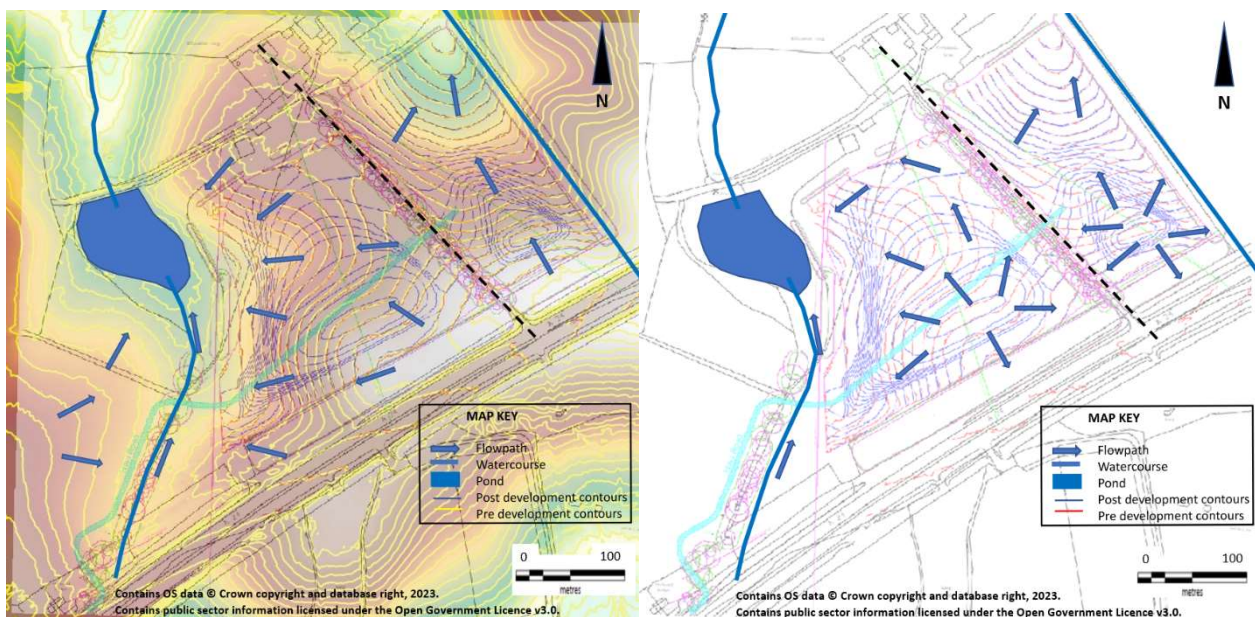 N
MAP KEY
Flowpath
Watercourse
Pond
Post development contours
Pre development contours
0 100
metres
Contains OS data © Crown copyright and database right, 2023.
Contains public sector information licensed under the Open Government Licence v3.0.
N
MAP KEY
Flowpath
Watercourse
Pond
Post development contours
Pre development contours
0 100
metres
Contains OS data © Crown copyright and database right, 2023.
Contains public sector information licensed under the Open Government Licence v3.0.